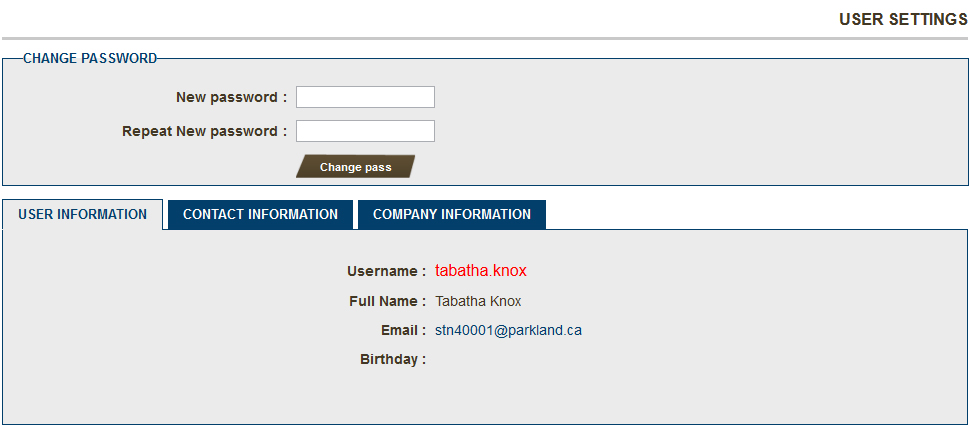 USER SETTINGS
CHANGE PASSWORD
New password :
Repeat New password :
Change pass
USER INFORMATION CONTACT INFORMATION COMPANY INFORMATION
Username : tabatha.knox
Full Name : Tabatha Knox
Email : stn40001@parkland.ca
Birthday :